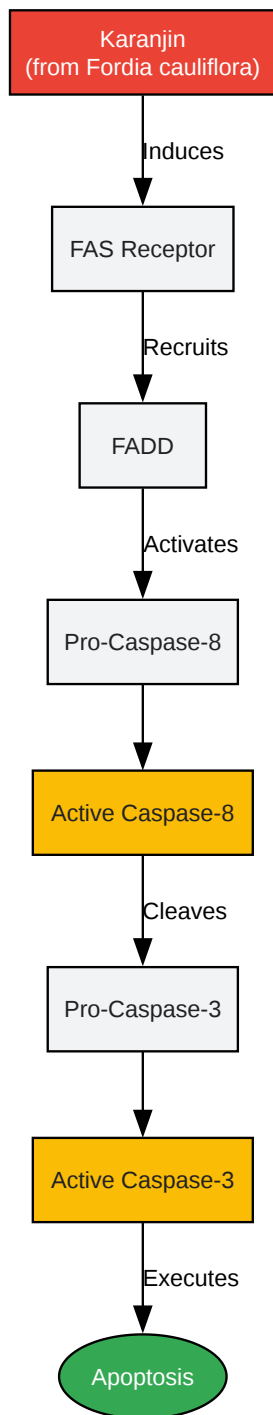 Karanjin
(from Fordia cauliflora)
Induces
FAS Receptor
Recruits
FADD
Activates
Pro-Caspase-8
Active Caspase-8
Cleaves
Pro-Caspase-3
Active Caspase-3
Executes
Apoptosis